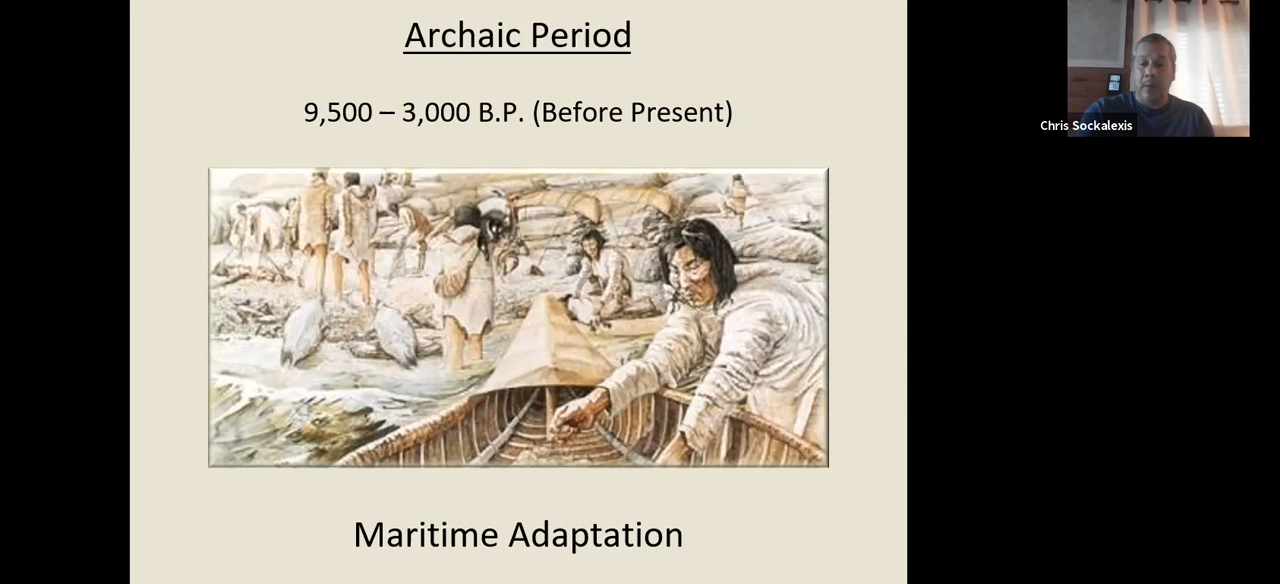 Archaic Period
9,500 – 3,000 B.P. (Before Present)
Maritime Adaptation
Chris Sockalexis